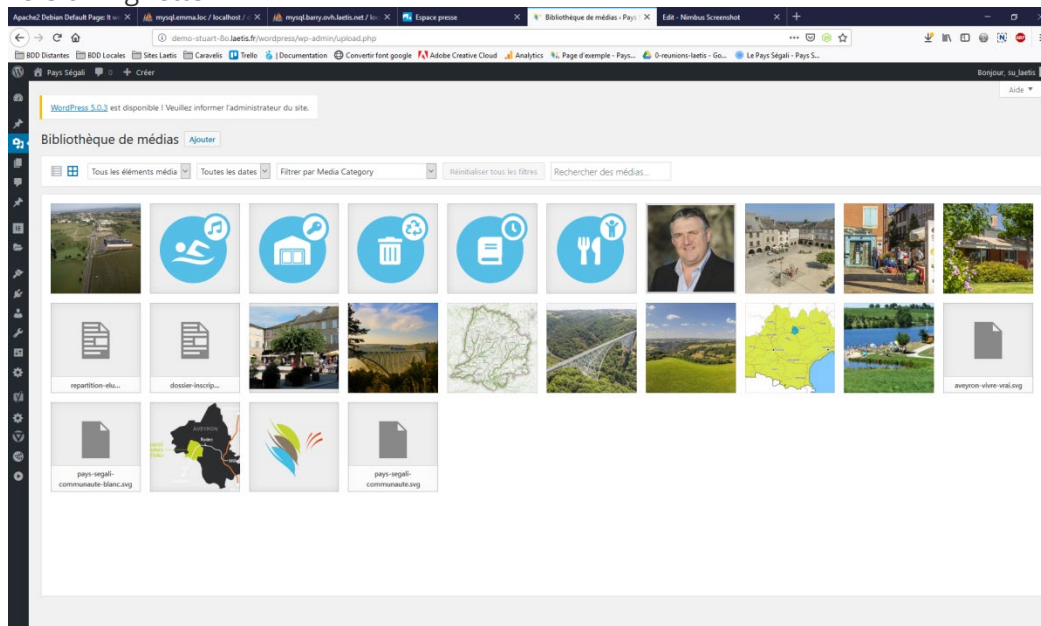 Apache2 Debian Default Page: It w
mysql.emma.loc / localhost /
mysql.barry.ovh.laetis.net / loc
Espace presse
Bibliothèque de médias ‹ Pays
Edit - Nimbus Screenshot
demo-stuart-8o.laetis.fr/wordpress/wp-admin/upload.php
BDD Distantes BDD Locales Sites Laetis Caravelis Trello | Documentation Convertir font google Adobe Creative Cloud Analytics Page d'exemple - Pays... 0-reunions-laetis - Go... Le Pays Ségali - Pays S...
Pays Ségali 0 + Créer
Bonjour, su_laetis
Aide ▼
WordPress 5.0.3 est disponible ! Veuillez informer l'administrateur du site.
Bibliothèque de médias Ajouter
Tous les éléments média Toutes les dates Filtrer par Media Category Réinitialiser tous les filtres Rechercher des médias...
repartition-elu...
dossier-inscrip...
aveyron-vivre-vrai.svg
pays-segali-
communaute-blanc.svg
AVEYRON
Rodez
pays-segali-
communaute.svg